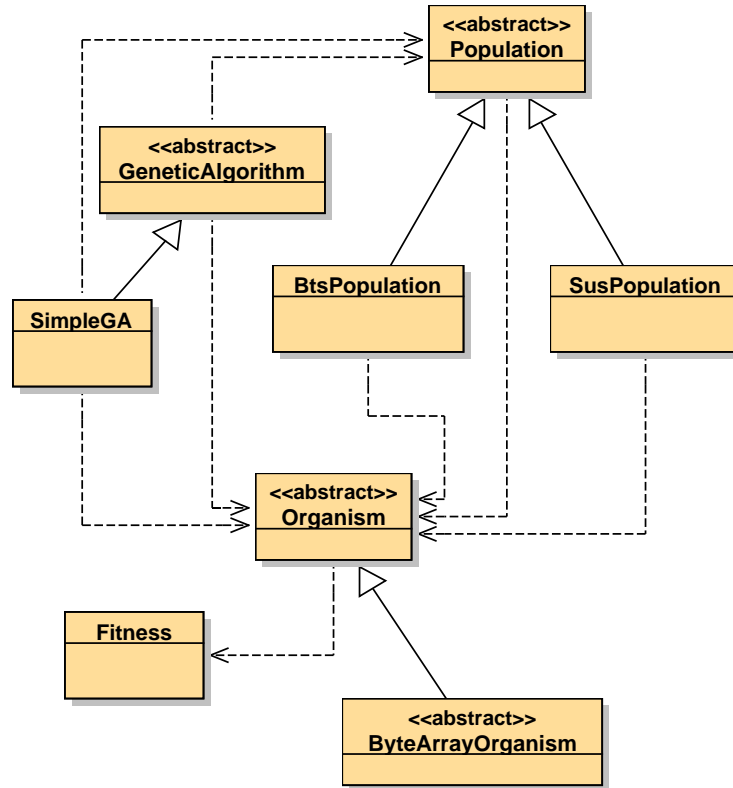 <<abstract>>
Population
<<abstract>>
GeneticAlgorithm
BtsPopulation
SusPopulation
SimpleGA
<<abstract>>
Organism
Fitness
<<abstract>>
ByteArrayOrganism